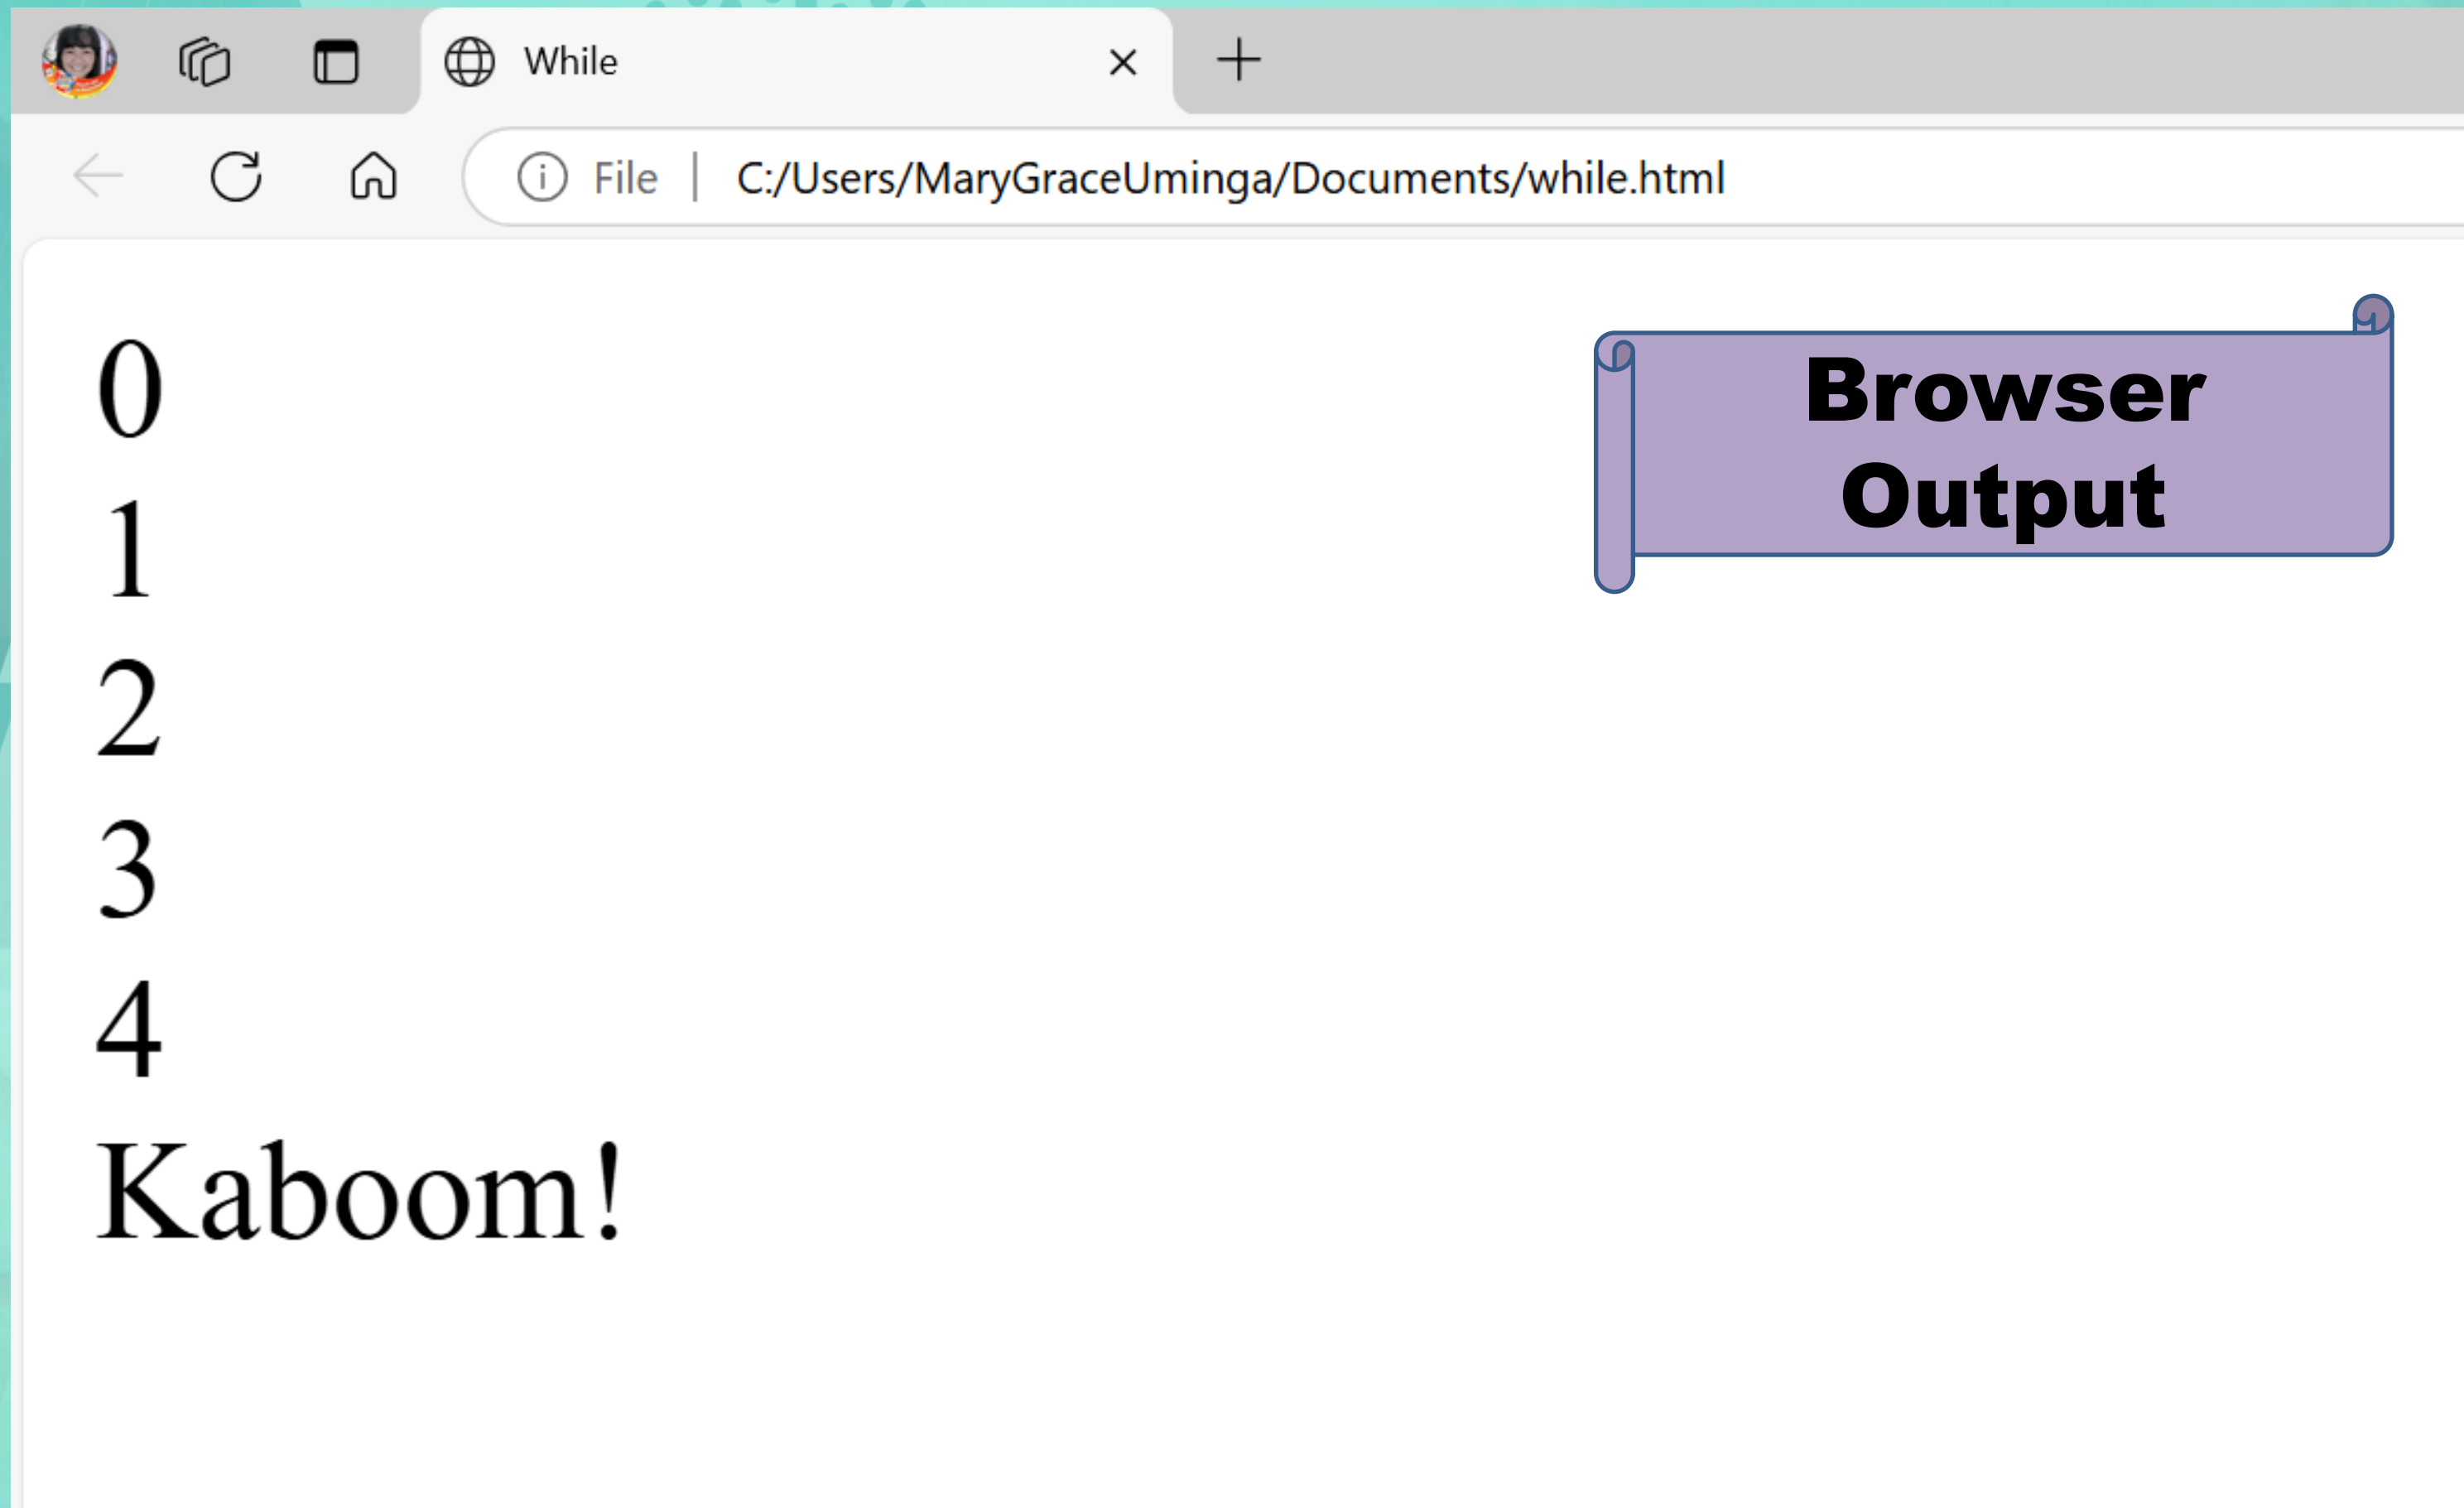 While
File | C:/Users/MaryGraceUminga/Documents/while.html
0
1
2
3
4
Kaboom!
Browser
Output